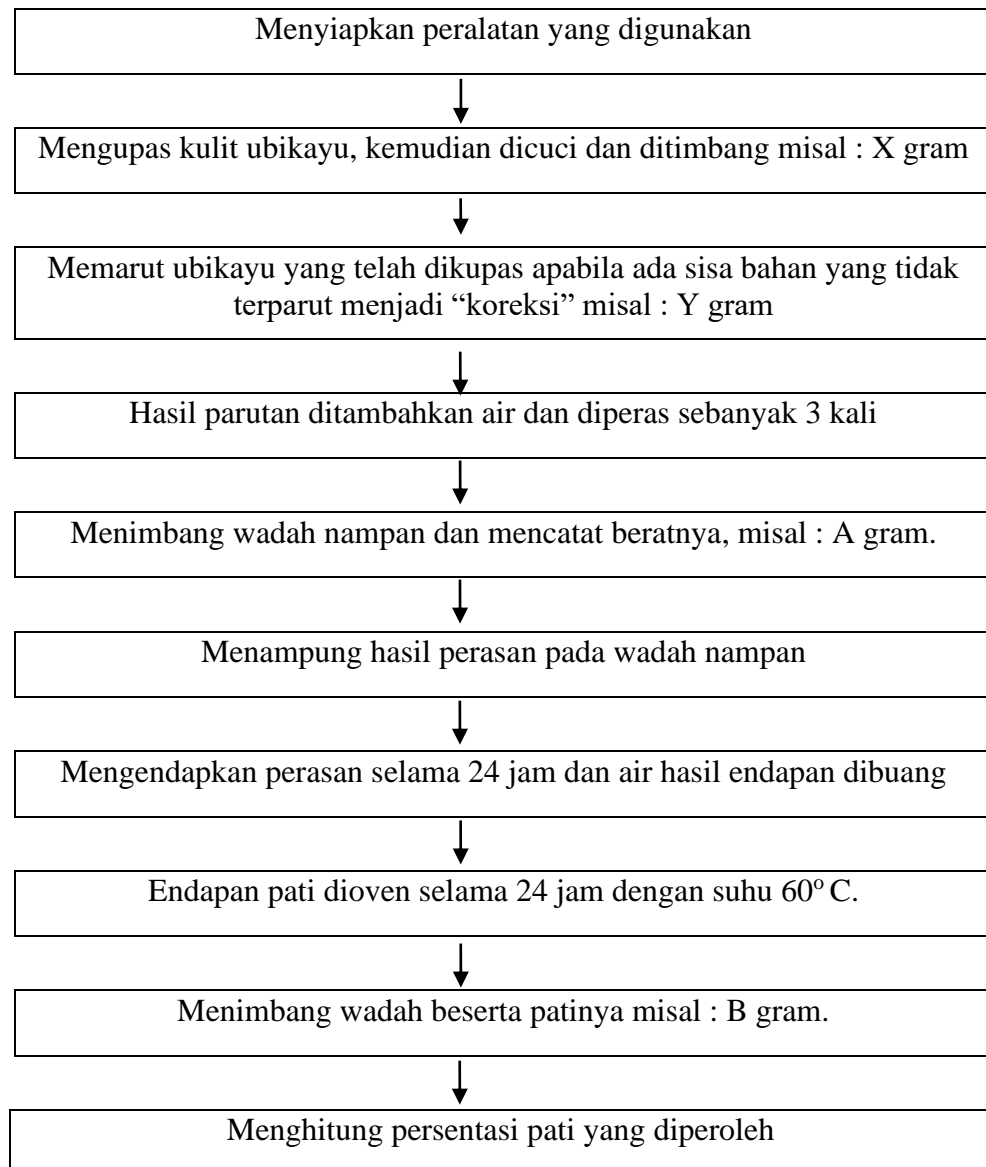 Menyiapkan peralatan yang digunakan
Mengupas kulit ubikayu, kemudian dicuci dan ditimbang misal : X gram
Memarut ubikayu yang telah dikupas apabila ada sisa bahan yang tidak
terparut menjadi “koreksi” misal : Y gram
Hasil parutan ditambahkan air dan diperas sebanyak 3 kali
Menimbang wadah nampan dan mencatat beratnya, misal : A gram.
Menampung hasil perasan pada wadah nampan
Mengendapkan perasan selama 24 jam dan air hasil endapan dibuang
Endapan pati dioven selama 24 jam dengan suhu 60° C.
Menimbang wadah beserta patinya misal : B gram.
Menghitung persentasi pati yang diperoleh